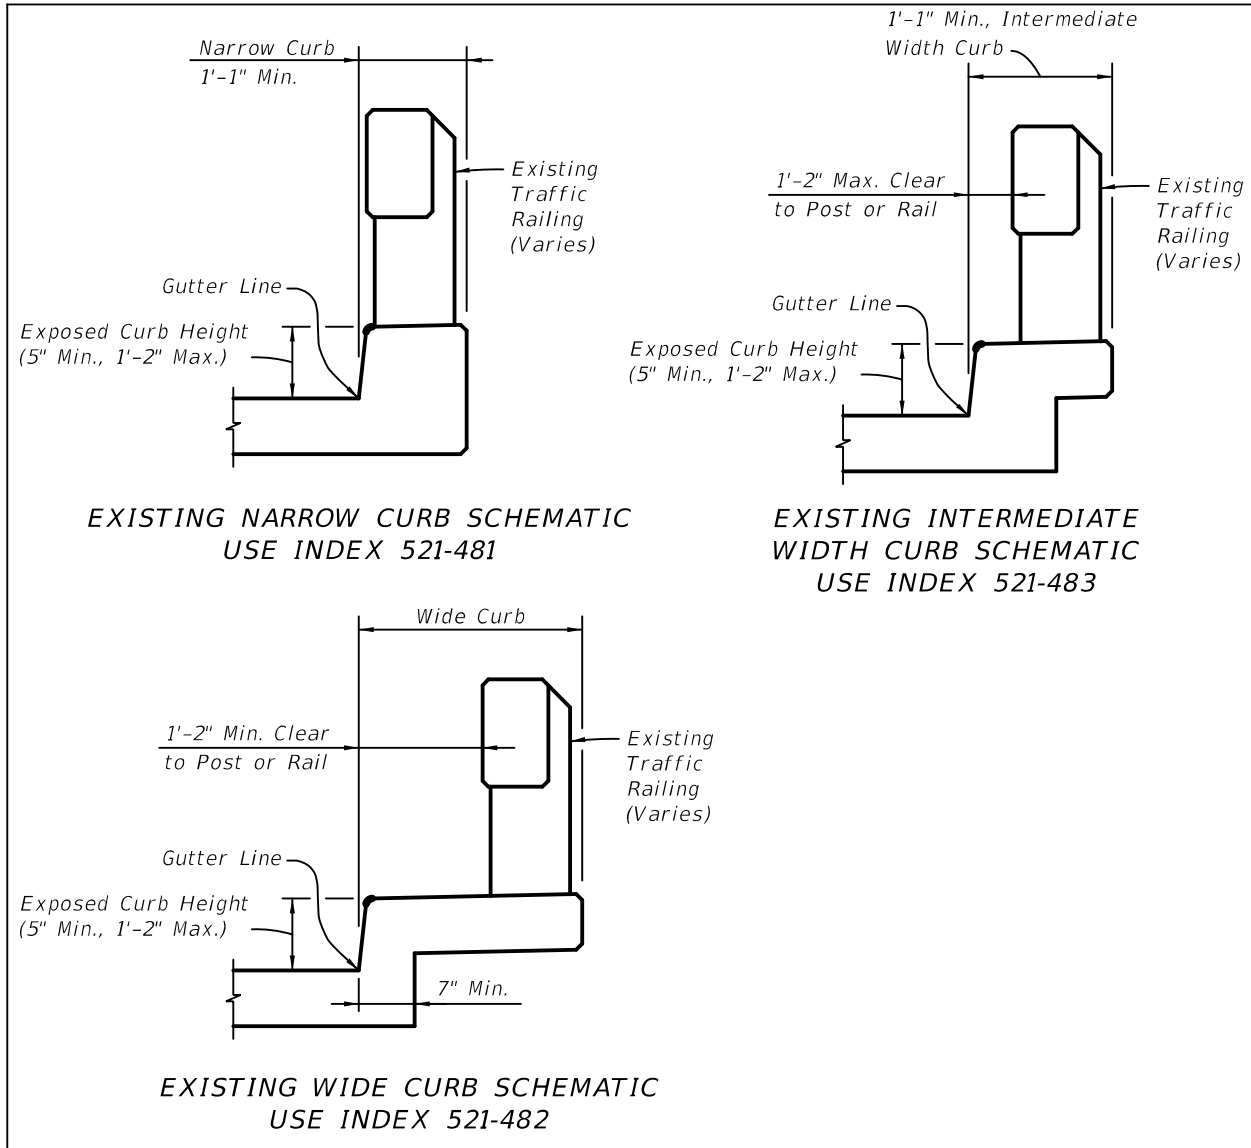 Narrow Curb
1'-1" Min.
Existing
Traffic
Railing
(Varies)
Gutter Line
Exposed Curb Height
(5" Min., 1'-2" Max.)
EXISTING NARROW CURB SCHEMATIC
USE INDEX 521-481
1'-1" Min., Intermediate
Width Curb
1'-2" Max. Clear
to Post or Rail
Existing
Traffic
Railing
(Varies)
Gutter Line
Exposed Curb Height
(5" Min., 1'-2" Max.)
EXISTING INTERMEDIATE
WIDTH CURB SCHEMATIC
USE INDEX 521-483
Wide Curb
1'-2" Min. Clear
to Post or Rail
Existing
Traffic
Railing
(Varies)
Gutter Line
Exposed Curb Height
(5" Min., 1'-2" Max.)
7" Min.
EXISTING WIDE CURB SCHEMATIC
USE INDEX 521-482